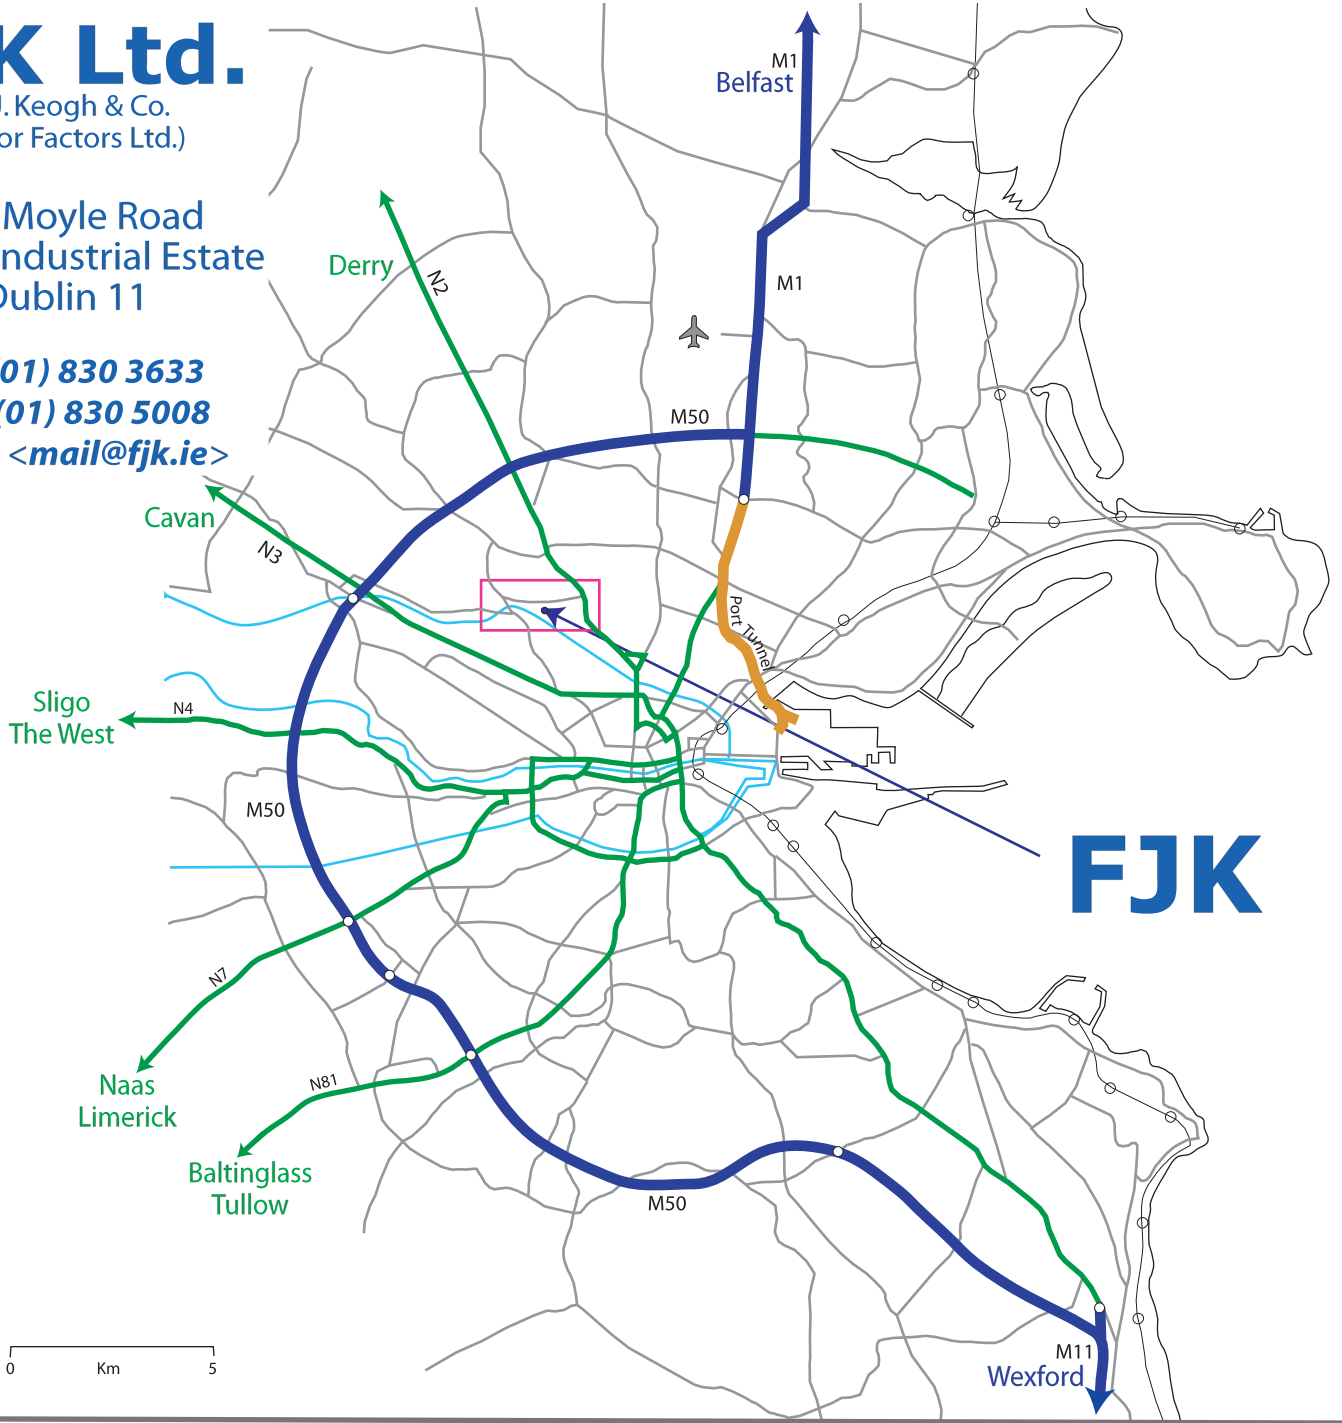 K Ltd.
J. Keogh & Co.
or Factors Ltd.)
Moyle Road
ndustrial Estate
Dublin 11
(01) 830 3633
(01) 830 5008
<mail@fjk.ie>
M1
Belfast
Derry
N2
M1
M50
Cavan
N3
Port Tunnel
Sligo
The West
N4
M50
FJK
N7
Naas
Limerick
N81
Baltinglass
Tullow
M50
M11
Wexford
0 Km 5